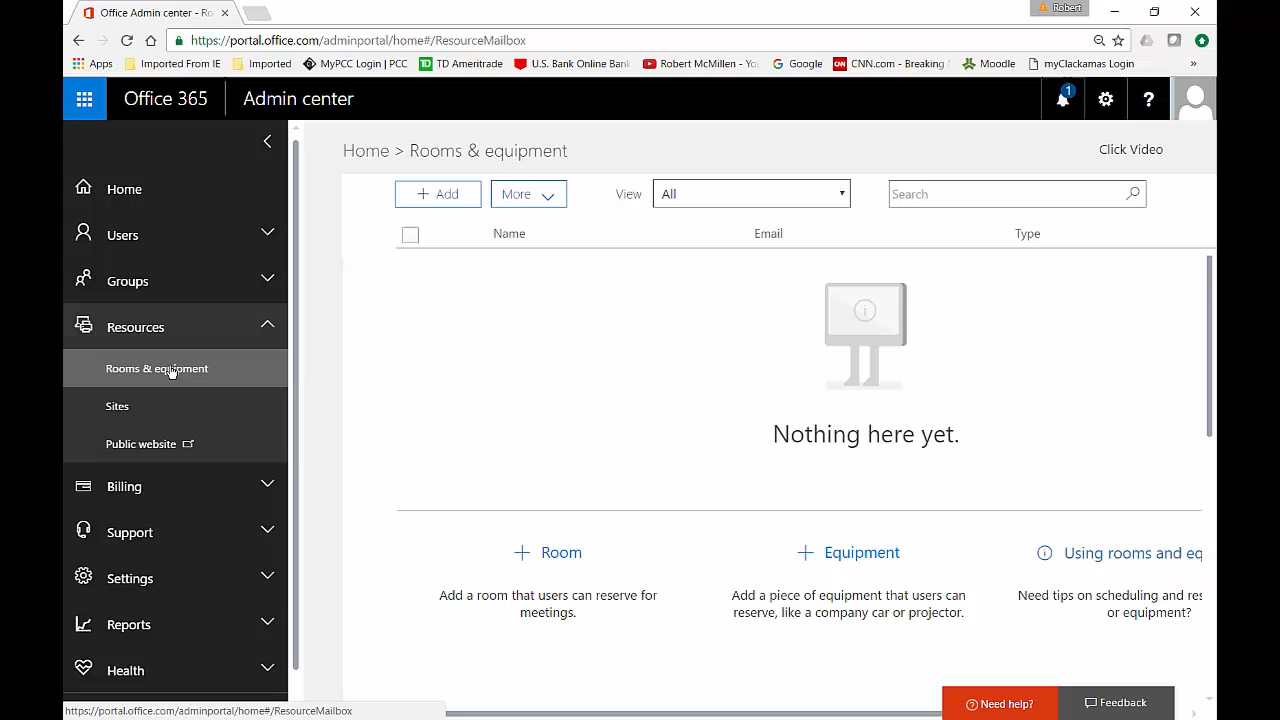 Office Admin center - Ro
Robert
https://portal.office.com/adminportal/home#/ResourceMailbox
Apps Imported From IE Imported MyPCC Login | PCC TD Ameritrade U.S. Bank Online Bank Robert McMillen - Yo Google CNN.com - Breaking Moodle myClackamas Login »
Office 365 Admin center 1 ?
Home > Rooms & equipment Click Video
+ Add More View All Search
Name Email Type
Home
Users
Groups
Resources
Rooms & equipment
Sites
Public website
Billing
Support
Settings
Reports
Health
Nothing here yet.
+ Room + Equipment Using rooms and eq
Add a room that users can reserve for meetings.
Add a piece of equipment that users can reserve, like a company car or projector.
Need tips on scheduling and res
or equipment?
Need help? Feedback
https://portal.office.com/adminportal/home#/ResourceMailbox